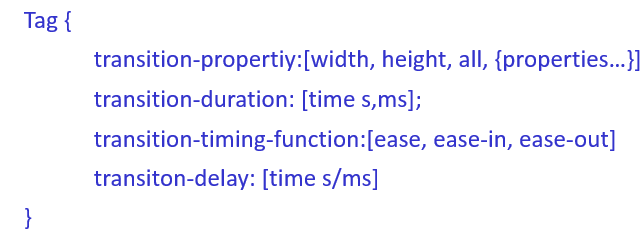 Tag {
transition-propertiy:[width, height, all, {properties...}]
transition-duration: [time s,ms];
transition-timing-function:[ease, ease-in, ease-out]
transiton-delay: [time s/ms]
}